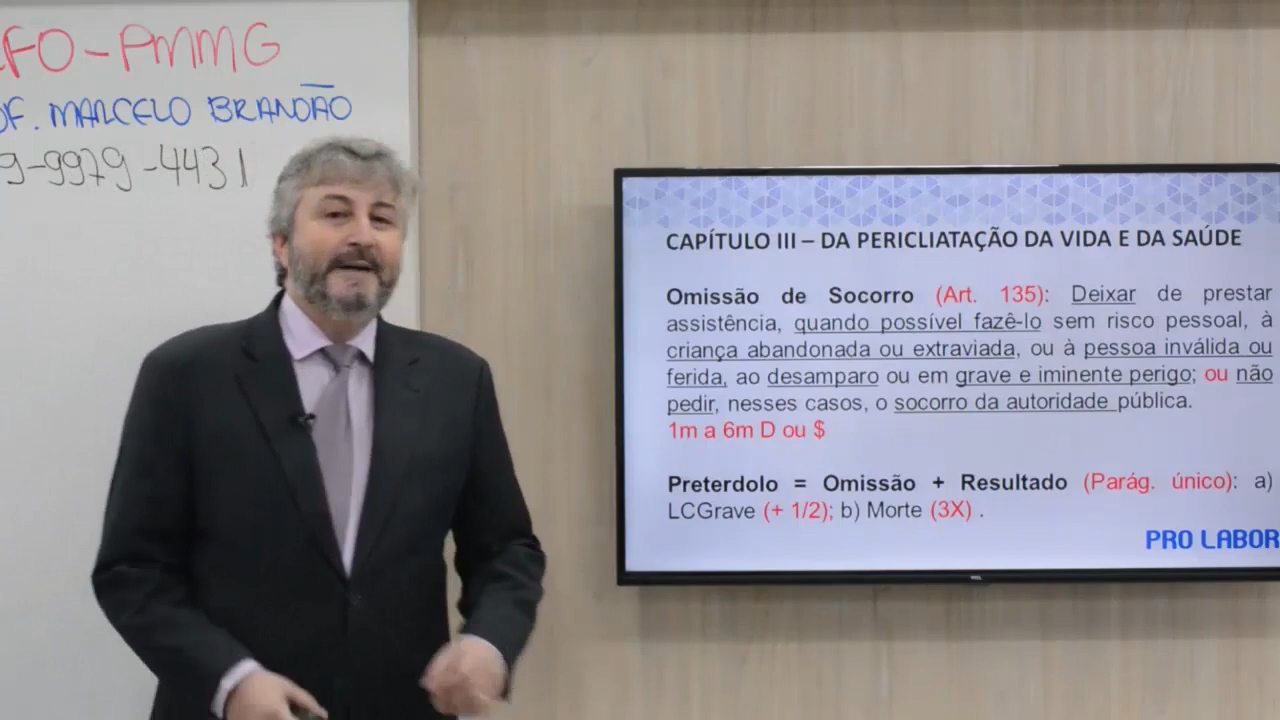 CFO-PMMG
OF. MARCELO BRANDÃO
9-9979-4431
CAPÍTULO III – DA PERICLIATAÇÃO DA VIDA E DA SAÚDE
Omissão de Socorro (Art. 135): Deixar de prestar
assistência, quando possível fazê-lo sem risco pessoal, à
criança abandonada ou extraviada, ou à pessoa inválida ou
ferida, ao desamparo ou em grave e iminente perigo; ou não
pedir, nesses casos, o socorro da autoridade pública.
1m a 6m D ou $
Preterdolo = Omissão + Resultado (Parág. único): a)
LCGrave (+ 1/2); b) Morte (3X) .
PRO LABOR